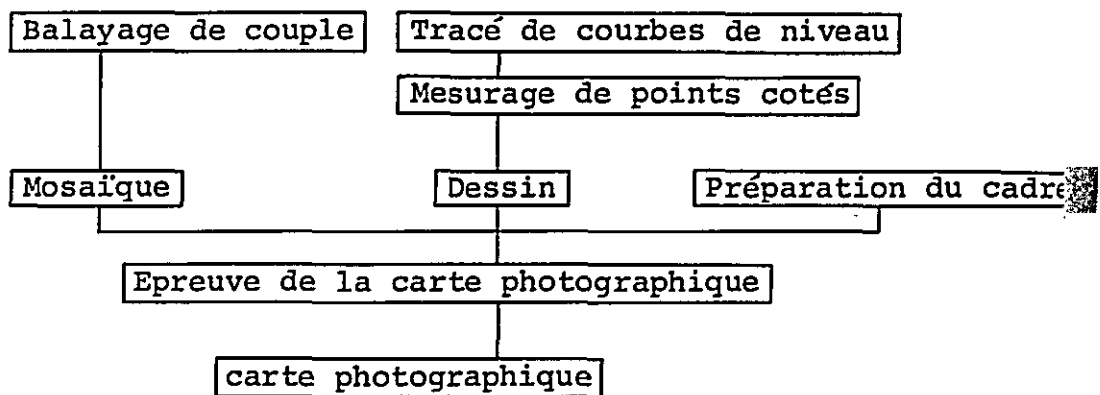 Balayage de couple
Tracé de courbes de niveau
Mesurage de points cotés
Mosaïque
Dessin
Préparation du cadre
Epreuve de la carte photographique
carte photographique